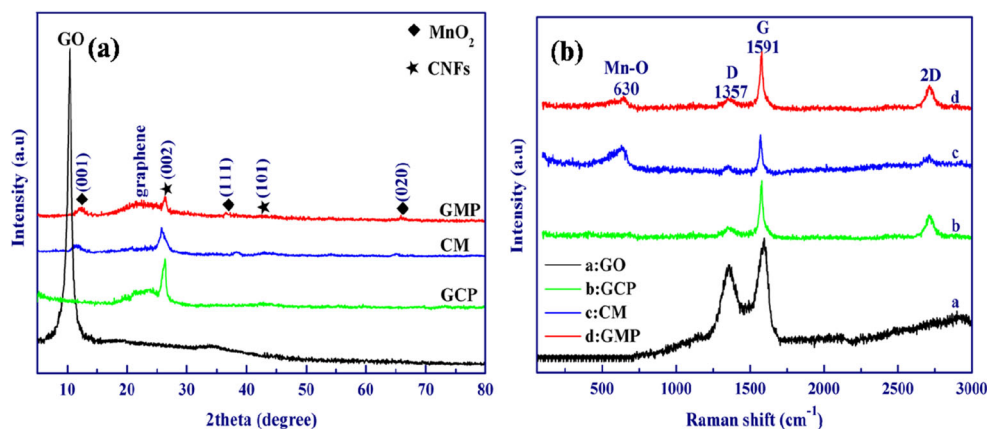 (a)
GO
◆ MnO₂
★ CNFs
(001)
graphene
(002)
(111)
(101)
(020)
GMP
CM
GCP
Intensity (a.u)
10 20 30 40 50 60 70 80
2theta (degree)
(b)
G
1591
Mn-O
630
D
1357
2D
d
c
b
a
a:GO
b:GCP
c:CM
d:GMP
Intensity (a.u)
500 1000 1500 2000 2500 3000
Raman shift (cm⁻¹)